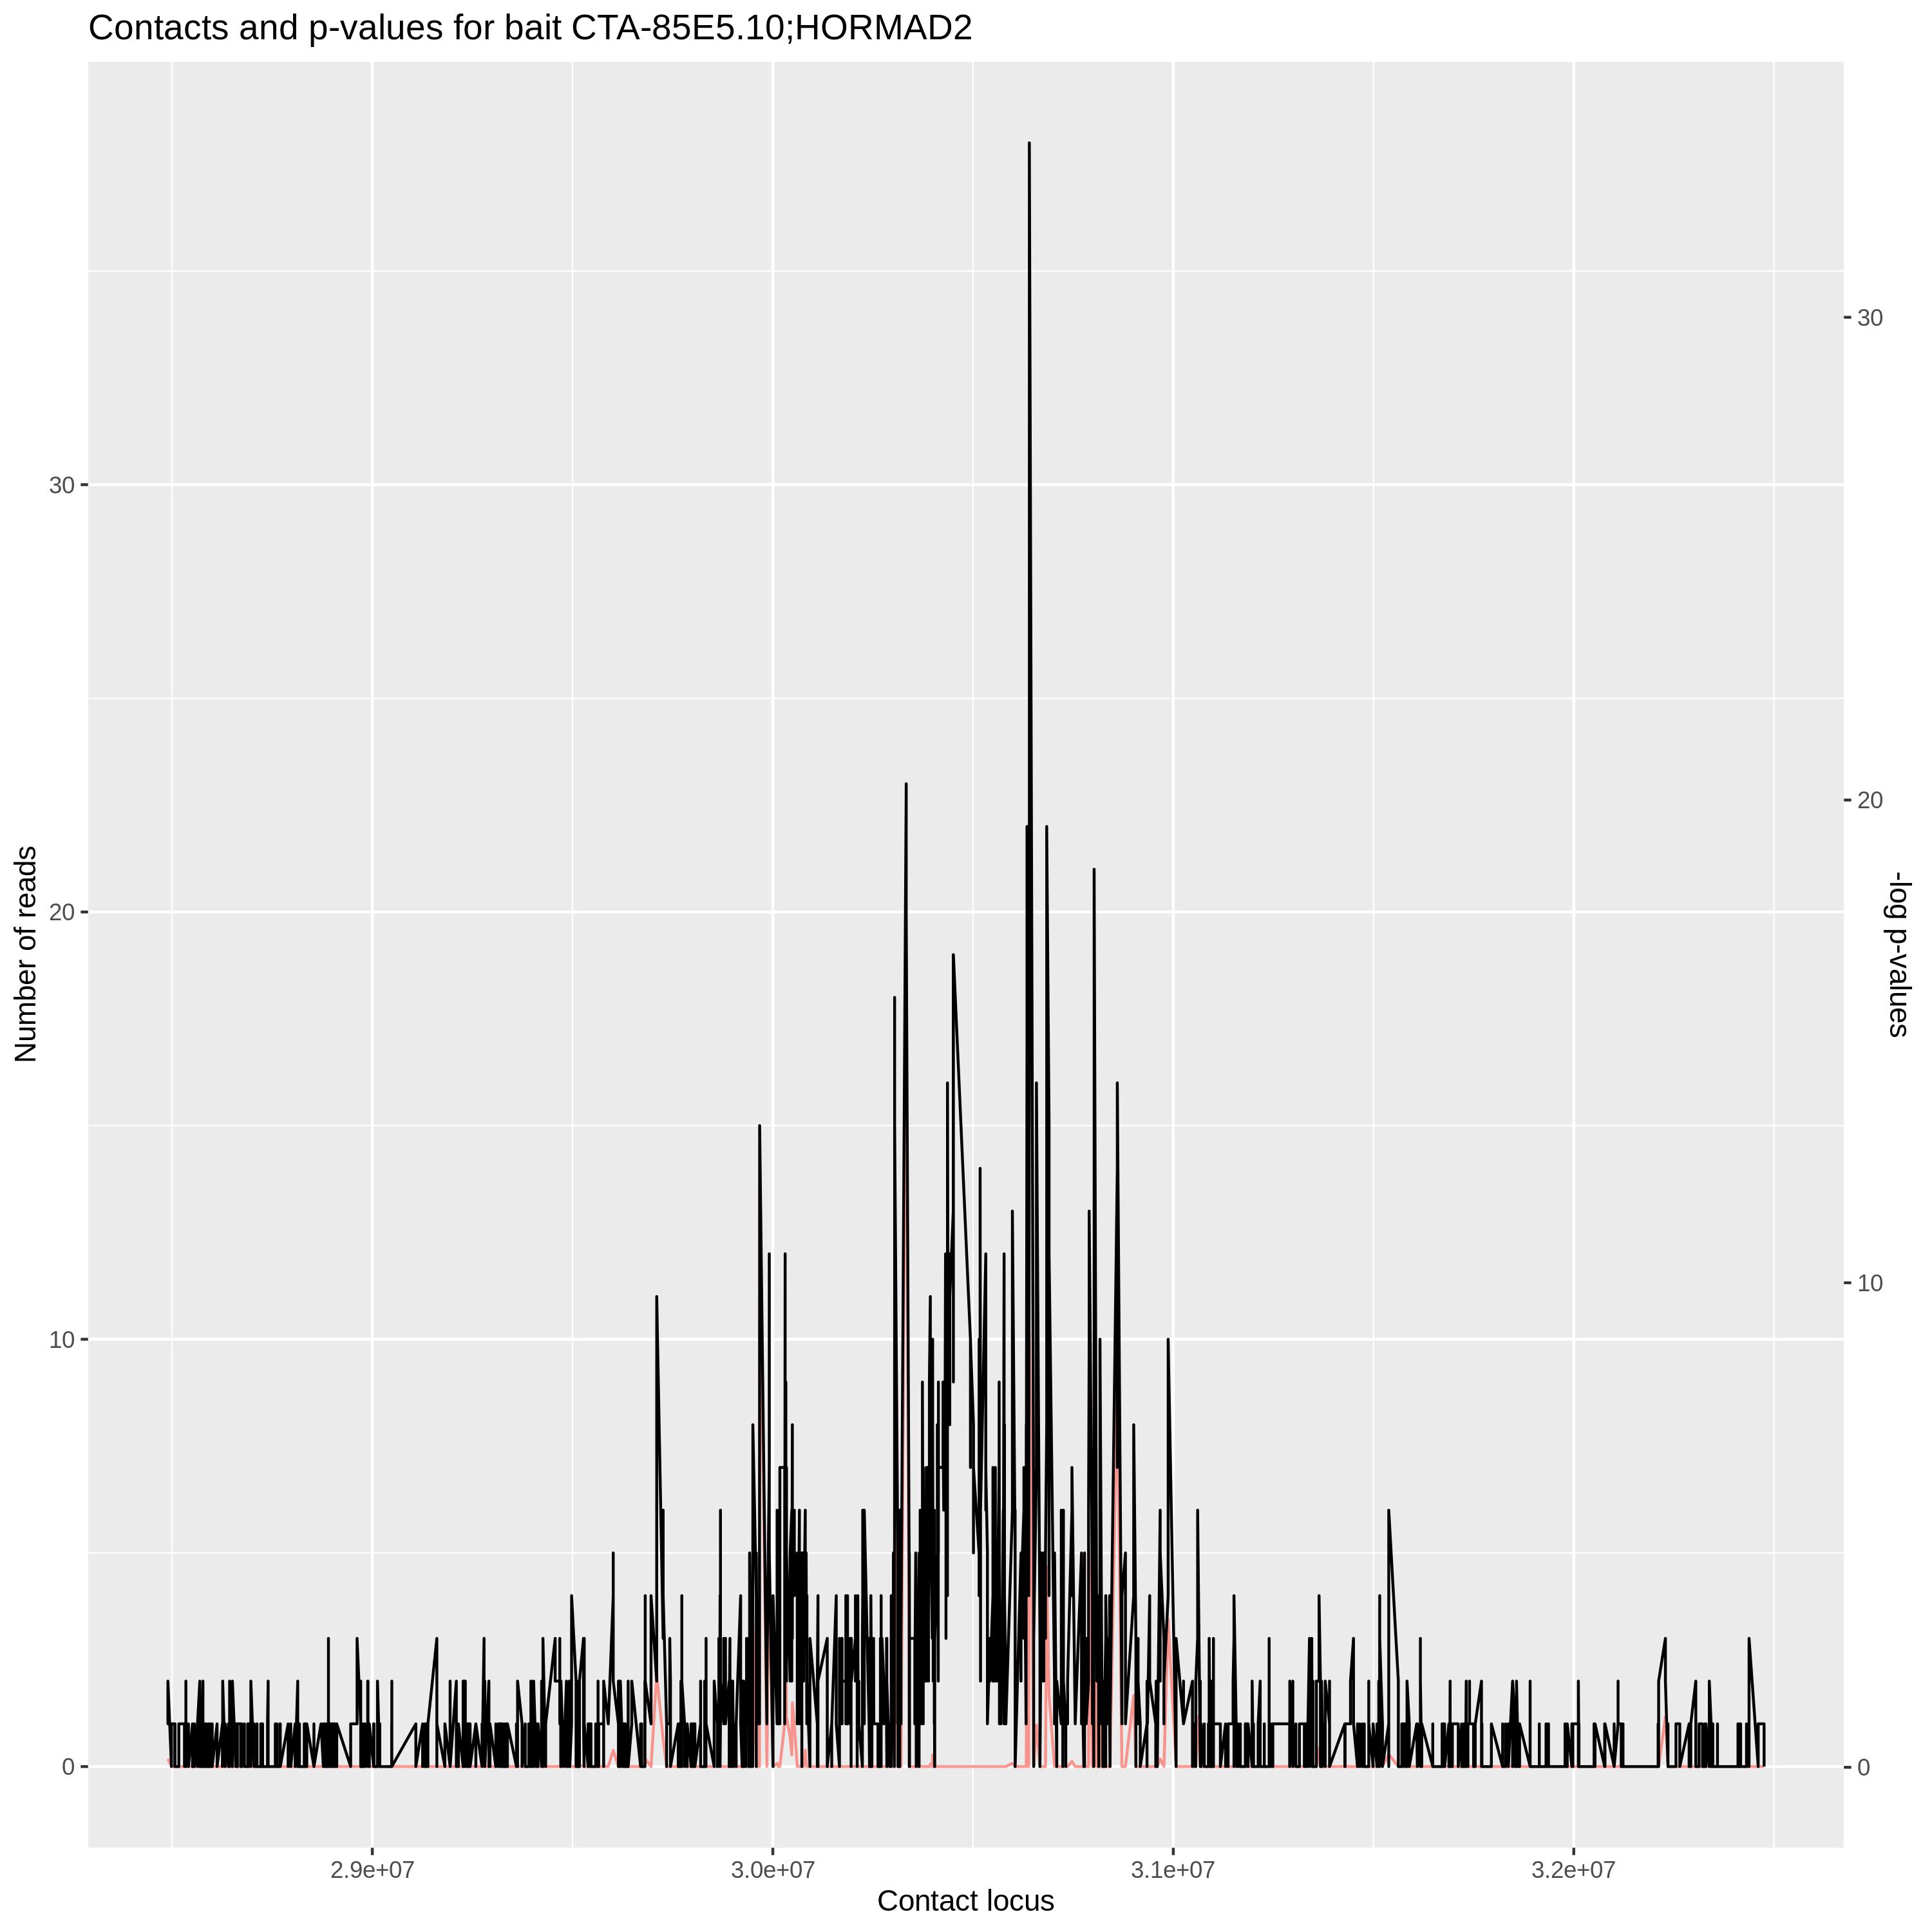 Contacts and p-values for bait CTA-85E5.10;HORMAD2
30
20
10
0
Number of reads
30
20
10
0
-log p-values
2.9e+07 3.0e+07 3.1e+07 3.2e+07
Contact locus